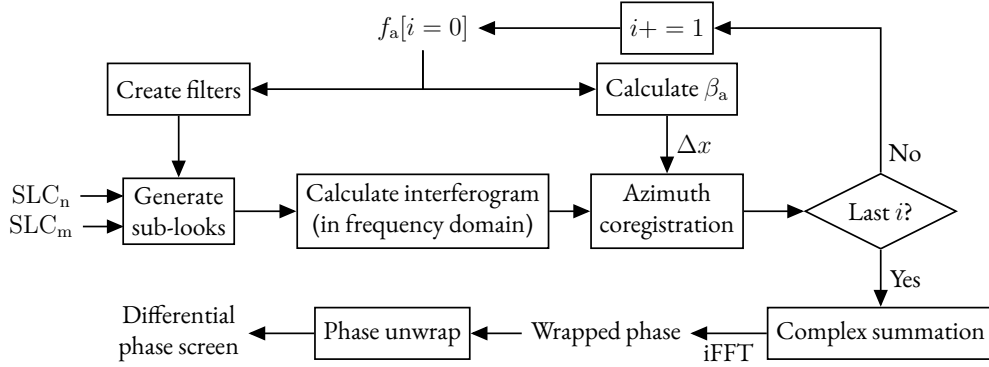 f_a[i = 0]
i+ = 1
Create filters
Calculate β_a
Δx
No
SLC_n
SLC_m
Generate
sub-looks
Calculate interferogram
(in frequency domain)
Azimuth
coregistration
Last i?
Yes
Differential
phase screen
Phase unwrap
Wrapped phase
iFFT
Complex summation